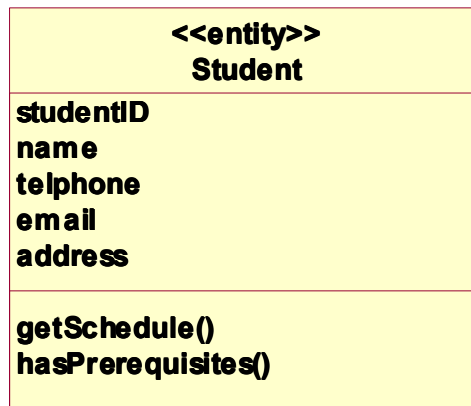 <<entity>>
Student
studentID
name
telphone
email
address
getSchedule()
hasPrerequisites()